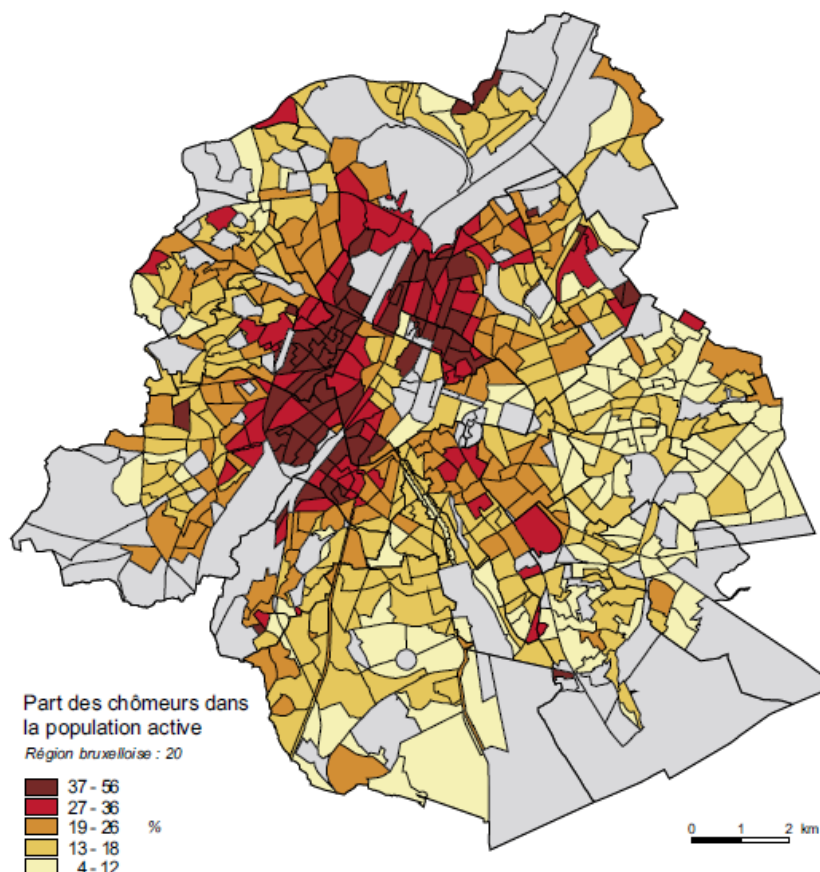 Part des chômeurs dans
la population active
Région bruxelloise : 20
37 - 56
27 - 36
19 - 26 %
13 - 18
4 - 12
0 1 2 km